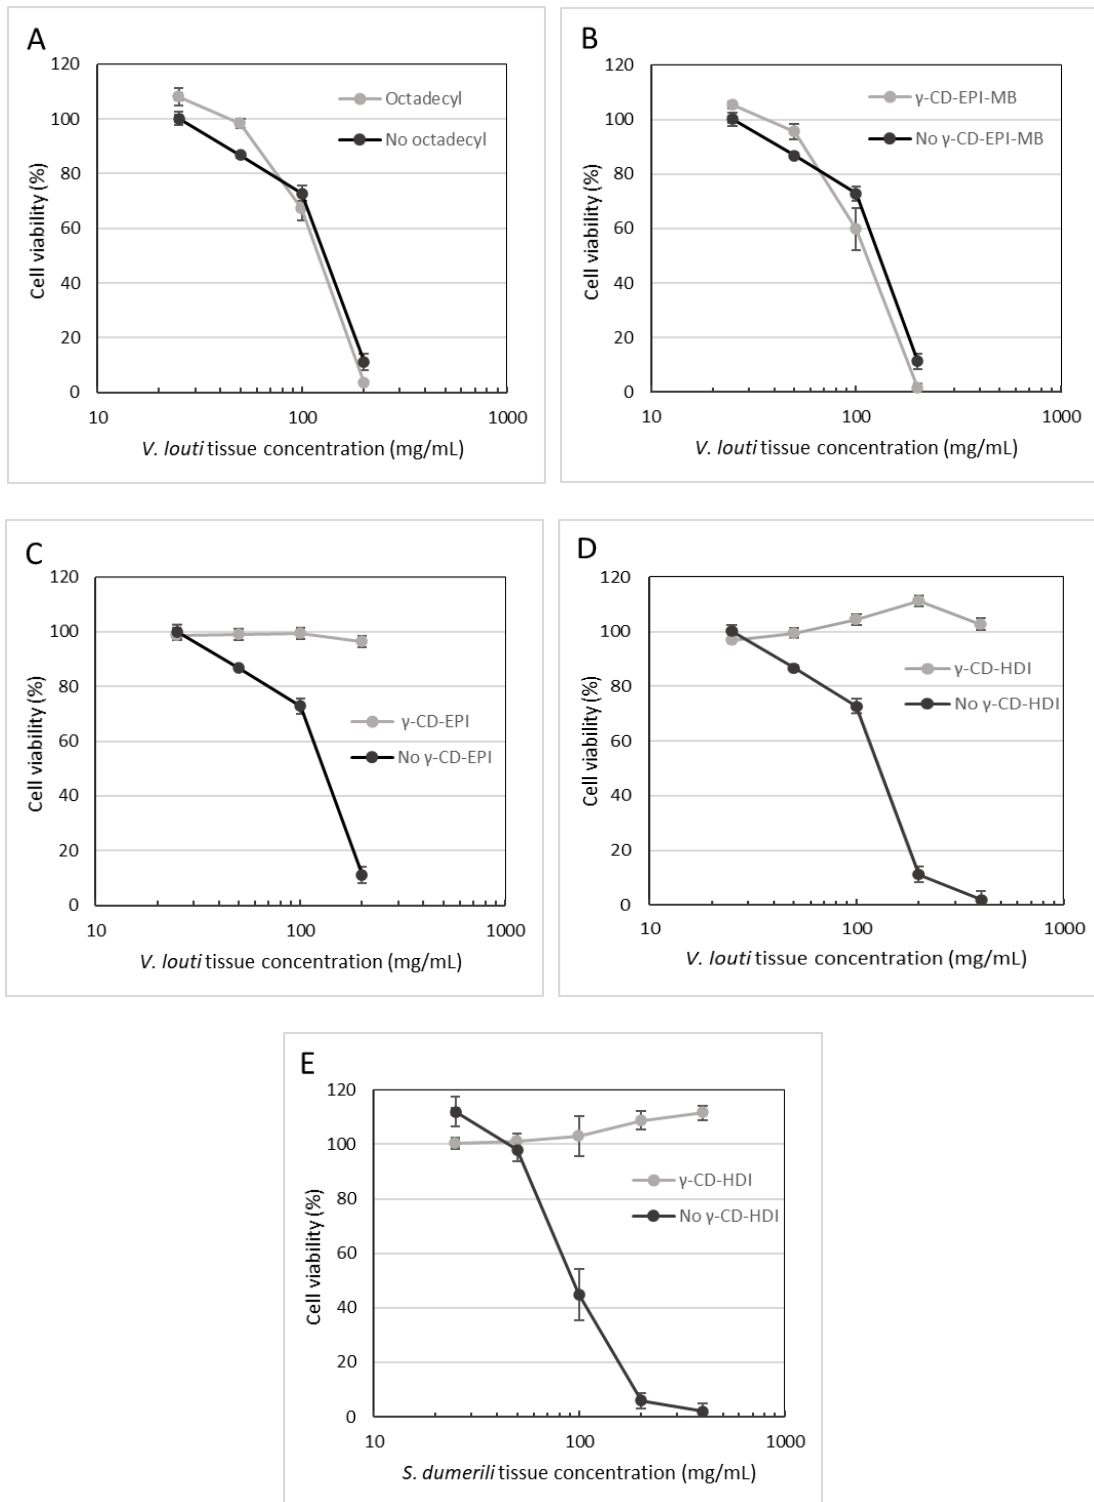 A
120
100
80
60
40
20
0
10
100
1000
Cell viability (%)
V. louti tissue concentration (mg/mL)
Octadecyl
No octadecyl
B
120
100
80
60
40
20
0
10
100
1000
Cell viability (%)
V. louti tissue concentration (mg/mL)
γ-CD-EPI-MB
No γ-CD-EPI-MB
C
120
100
80
60
40
20
0
10
100
1000
Cell viability (%)
V. louti tissue concentration (mg/mL)
γ-CD-EPI
No γ-CD-EPI
D
120
100
80
60
40
20
0
10
100
1000
Cell viability (%)
V. louti tissue concentration (mg/mL)
γ-CD-HDI
No γ-CD-HDI
E
120
100
80
60
40
20
0
10
100
1000
Cell viability (%)
S. dumerili tissue concentration (mg/mL)
γ-CD-HDI
No γ-CD-HDI